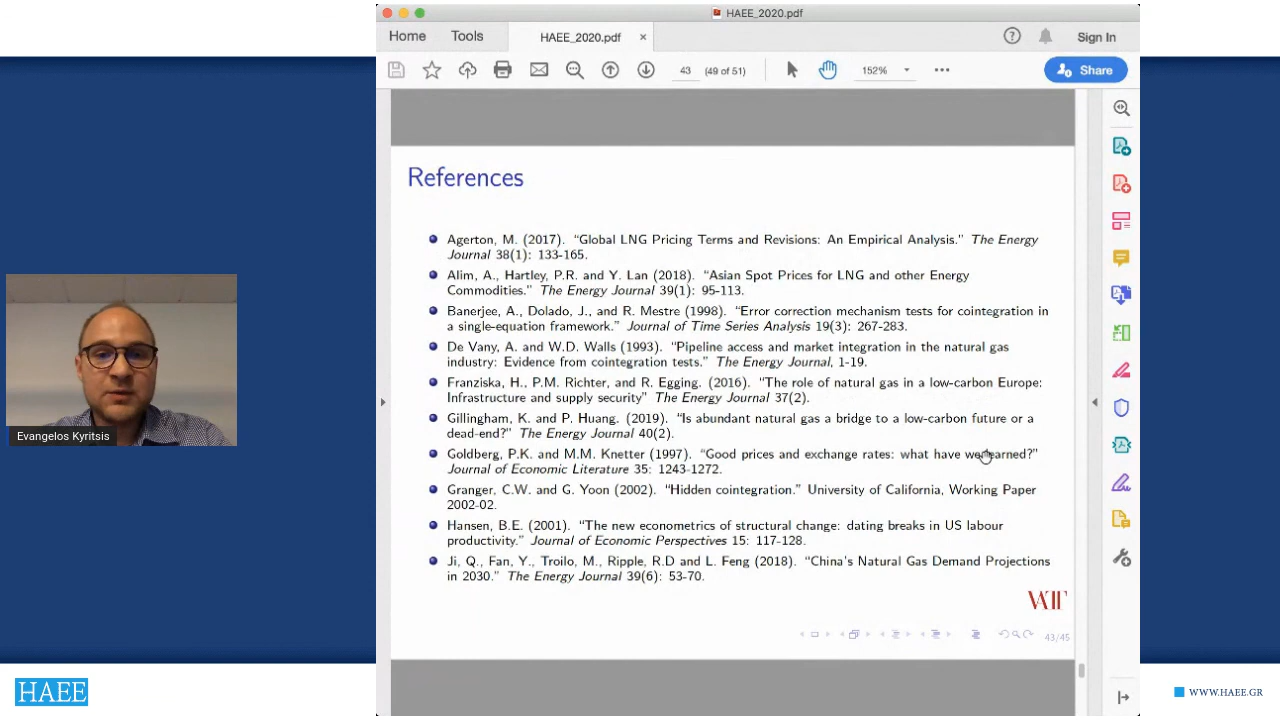 HAEE_2020.pdf
Home Tools HAEE_2020.pdf × Sign In
43 (49 of 51) 152% Share
References
Agerton, M. (2017). “Global LNG Pricing Terms and Revisions: An Empirical Analysis.” The Energy
Journal 38(1): 133-165.
Alim, A., Hartley, P.R. and Y. Lan (2018). “Asian Spot Prices for LNG and other Energy
Commodities.” The Energy Journal 39(1): 95-113.
Banerjee, A., Dolado, J., and R. Mestre (1998). “Error correction mechanism tests for cointegration in
a single-equation framework.” Journal of Time Series Analysis 19(3): 267-283.
De Vany, A. and W.D. Walls (1993). “Pipeline access and market integration in the natural gas
industry: Evidence from cointegration tests.” The Energy Journal, 1-19.
Franziska, H., P.M. Richter, and R. Egging. (2016). “The role of natural gas in a low-carbon Europe:
Infrastructure and supply security” The Energy Journal 37(2).
Gillingham, K. and P. Huang. (2019). “Is abundant natural gas a bridge to a low-carbon future or a
dead-end?” The Energy Journal 40(2).
Goldberg, P.K. and M.M. Knetter (1997). “Good prices and exchange rates: what have we learned?”
Journal of Economic Literature 35: 1243-1272.
Granger, C.W. and G. Yoon (2002). “Hidden cointegration.” University of California, Working Paper
2002-02.
Hansen, B.E. (2001). “The new econometrics of structural change: dating breaks in US labour
productivity.” Journal of Economic Perspectives 15: 117-128.
Ji, Q., Fan, Y., Troilo, M., Ripple, R.D and L. Feng (2018). “China’s Natural Gas Demand Projections
in 2030.” The Energy Journal 39(6): 53-70.
43/45
Evangelos Kyritsis
HAEE
WWW.HAEE.GR